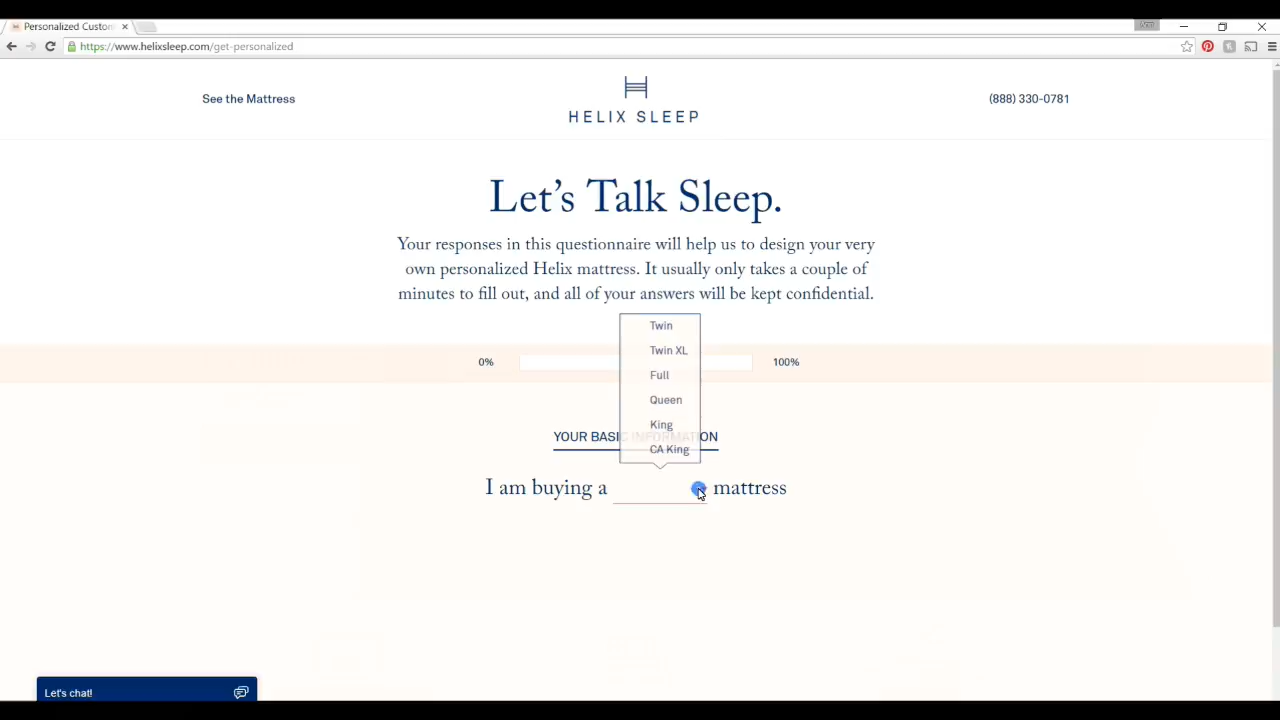 Personalized Custom
https://www.helixsleep.com/get-personalized
See the Mattress
HELIX SLEEP
(888) 330-0781
Let's Talk Sleep.
Your responses in this questionnaire will help us to design your very
own personalized Helix mattress. It usually only takes a couple of
minutes to fill out, and all of your answers will be kept confidential.
Twin
Twin XL
Full
Queen
King
CA King
0%
100%
YOUR BASIC INFORMATION
I am buying a mattress
Let's chat!